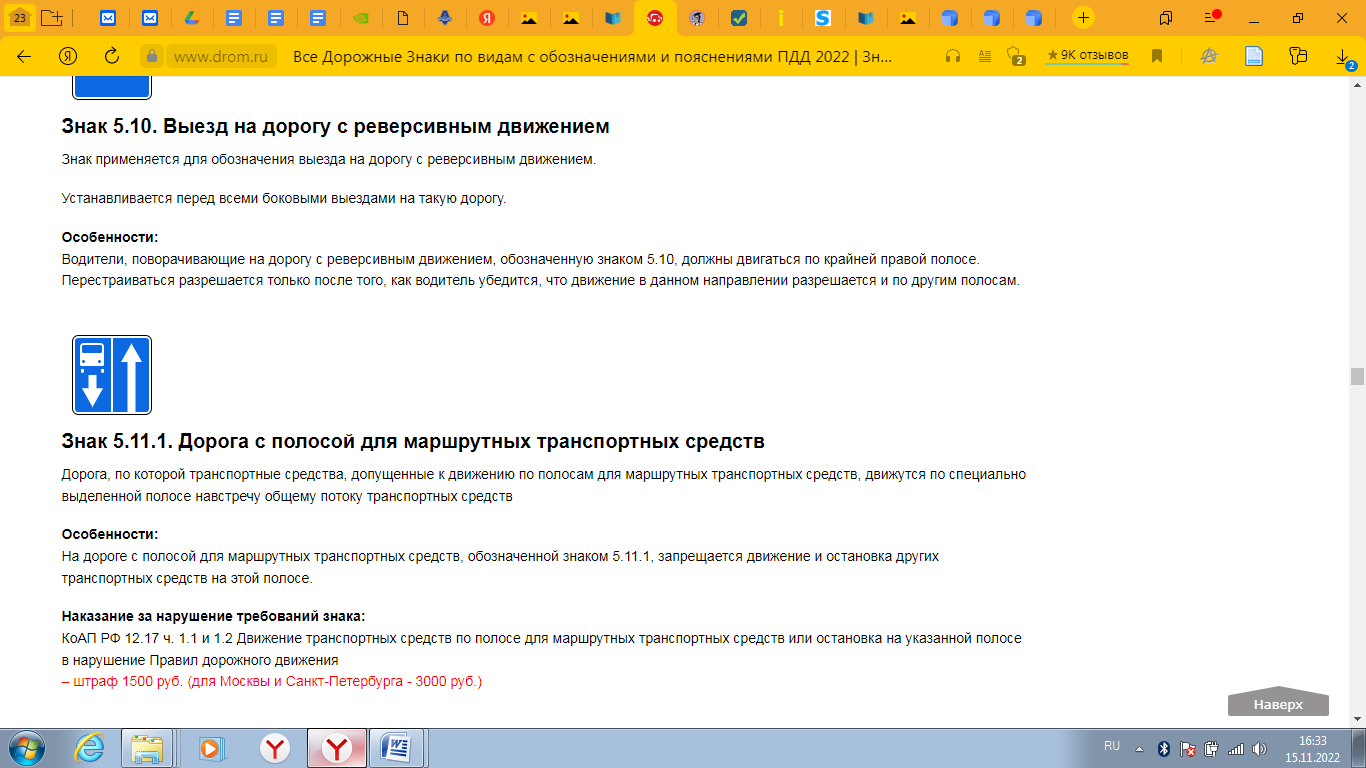 23
www.drom.ru
Все Дорожные Знаки по видам с обозначениями и пояснениями ПДД 2022 | Зн...
2
★ 9К отзывов
2
Знак 5.10. Выезд на дорогу с реверсивным движением
Знак применяется для обозначения выезда на дорогу с реверсивным движением.
Устанавливается перед всеми боковыми выездами на такую дорогу.
Особенности:
Водители, поворачивающие на дорогу с реверсивным движением, обозначенную знаком 5.10, должны двигаться по крайней правой полосе.
Перестраиваться разрешается только после того, как водитель убедится, что движение в данном направлении разрешается и по другим полосам.
Знак 5.11.1. Дорога с полосой для маршрутных транспортных средств
Дорога, по которой транспортные средства, допущенные к движению по полосам для маршрутных транспортных средств, движутся по специально
выделенной полосе навстречу общему потоку транспортных средств
Особенности:
На дороге с полосой для маршрутных транспортных средств, обозначенной знаком 5.11.1, запрещается движение и остановка других
транспортных средств на этой полосе.
Наказание за нарушение требований знака:
КоАП РФ 12.17 ч. 1.1 и 1.2 Движение транспортных средств по полосе для маршрутных транспортных средств или остановка на указанной полосе
в нарушение Правил дорожного движения
– штраф 1500 руб. (для Москвы и Санкт-Петербурга - 3000 руб.)
Наверх
RU
16:33
15.11.2022